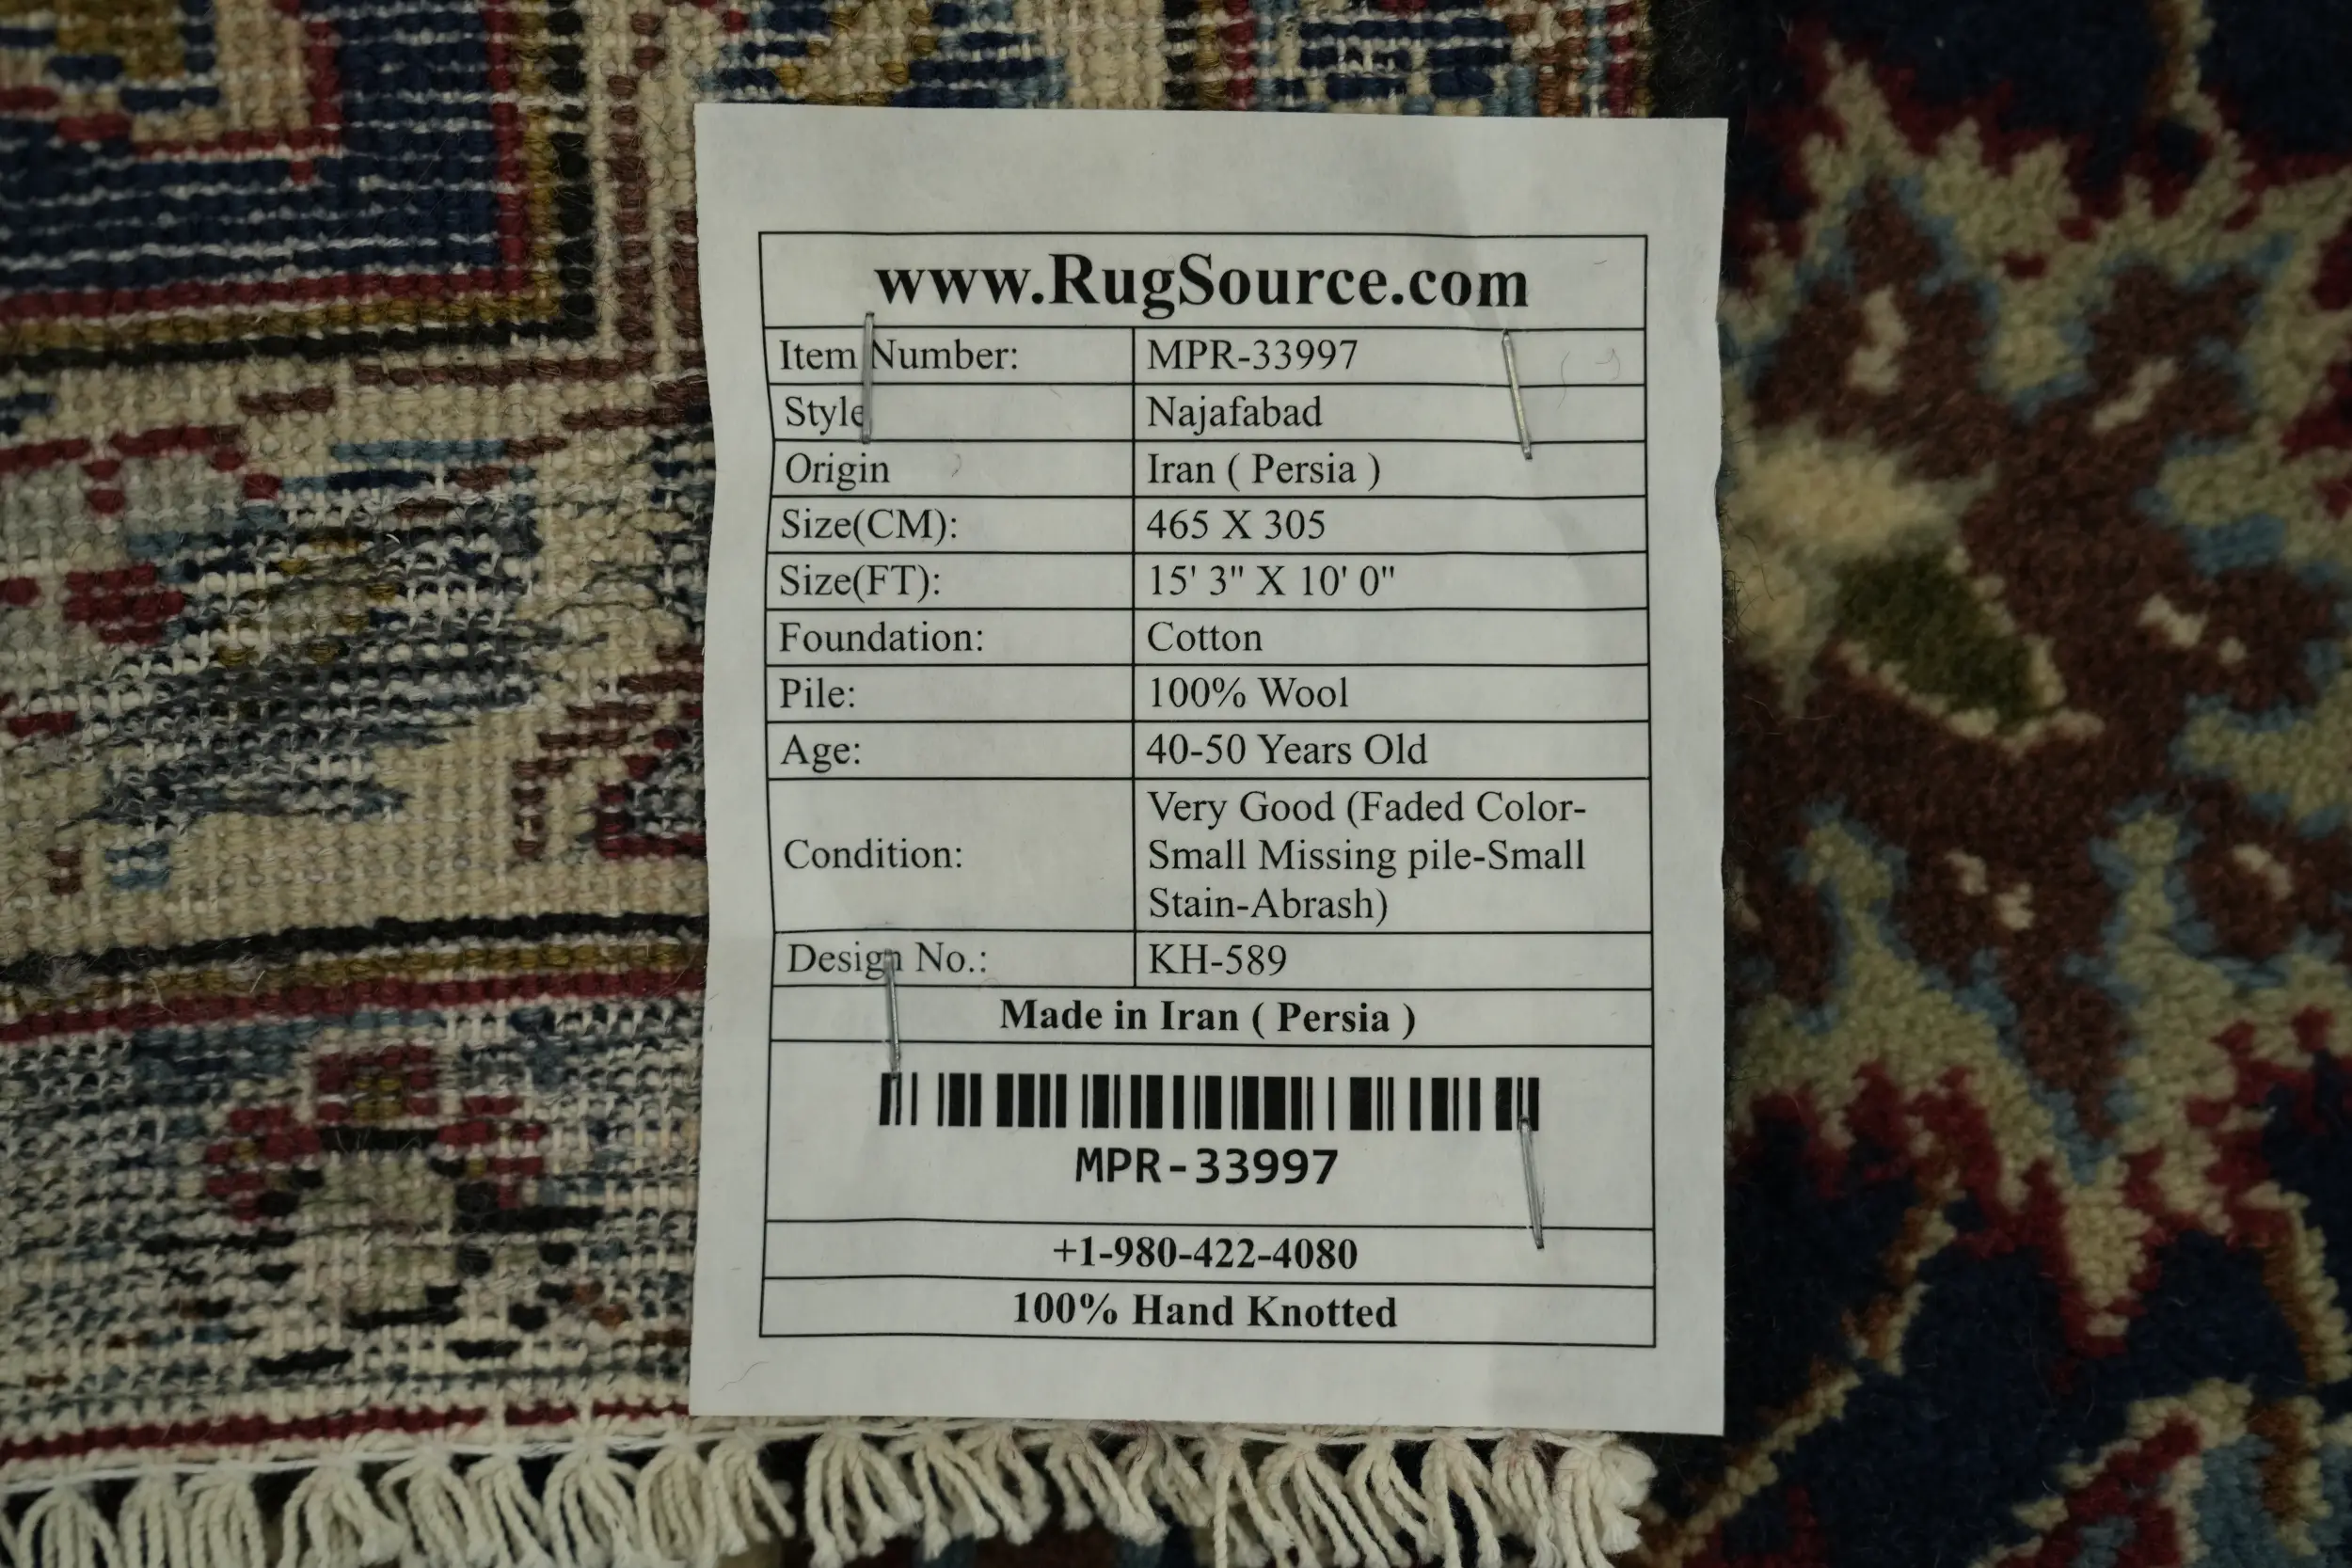 www.RugSource.com
Item Number: MPR-33997
Style Najafabad
Origin Iran ( Persia )
Size(CM): 465 X 305
Size(FT): 15' 3" X 10' 0"
Foundation: Cotton
Pile: 100% Wool
Age: 40-50 Years Old
Condition: Very Good (Faded Color-
Small Missing pile-Small
Stain-Abrash)
Design No.: KH-589
Made in Iran ( Persia )
MPR-33997
+1-980-422-4080
100% Hand Knotted